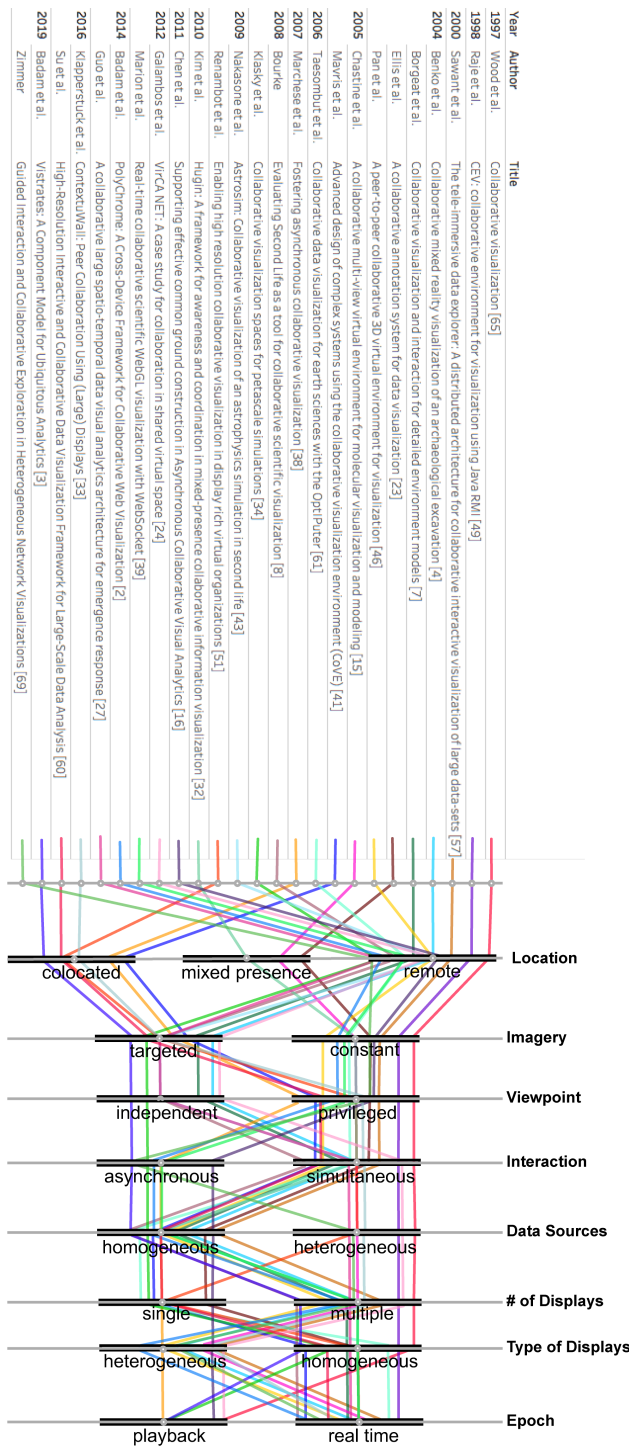 Year Author Title
1997 Wood et al. Collaborative visualization [65]
1998 Raje et al. CEV: collaborative environment for visualization using Java RMI [49]
2000 Sawant et al. The tele-immersive data explorer: A distributed architecture for collaborative interactive visualization of large data-sets [57]
2004 Benko et al. Collaborative mixed reality visualization of an archaeological excavation [4]
Borgeat et al. Collaborative visualization and interaction for detailed environment models [7]
Ellis et al. A collaborative annotation system for data visualization [23]
Pan et al. A peer-to-peer collaborative 3D virtual environment for visualization [46]
2005 Chastine et al. A collaborative multi-view virtual environment for molecular visualization and modeling [15]
Mavris et al. Advanced design of complex systems using the collaborative visualization environment (CoVE) [41]
2006 Taesombut et al. Collaborative data visualization for earth sciences with the OptIPuter [61]
2007 Marchese et al. Fostering asynchronous collaborative visualization [38]
2008 Bourke Evaluating Second Life as a tool for collaborative scientific visualization [8]
Klasky et al. Collaborative visualization spaces for petascale simulations [34]
2009 Nakasone et al. Astrosim: Collaborative visualization of an astrophysics simulation in second life [43]
Renambot et al. Enabling high resolution collaborative visualization in display rich virtual organizations [51]
2010 Kim et al. Hugin: A framework for awareness and coordination in mixed-presence collaborative information visualization [32]
2011 Chen et al. Supporting effective common ground construction in Asynchronous Collaborative Visual Analytics [16]
2012 Galambos et al. VirCA NET: A case study for collaboration in shared virtual space [24]
Marion et al. Real-time collaborative scientific WebGL visualization with WebSocket [39]
2014 Badam et al. PolyChrome: A Cross-Device Framework for Collaborative Web Visualization [2]
Guo et al. A collaborative large spatio-temporal data visual analytics architecture for emergence response [27]
Klapperstuck et al. ContextuWall: Peer Collaboration Using (Large) Displays [33]
Su et al. High-Resolution Interactive and Collaborative Data Visualization Framework for Large-Scale Data Analysis [60]
2019 Badam et al. Vistrates: A Component Model for Ubiquitous Analytics [3]
Zimmer Guided Interaction and Collaborative Exploration in Heterogeneous Network Visualizations [69]
Location
colocated mixed presence remote
Imagery
targeted constant
Viewpoint
independent privileged
Interaction
asynchronous simultaneous
Data Sources
homogeneous heterogeneous
# of Displays
single multiple
Type of Displays
heterogeneous homogeneous
Epoch
playback real time